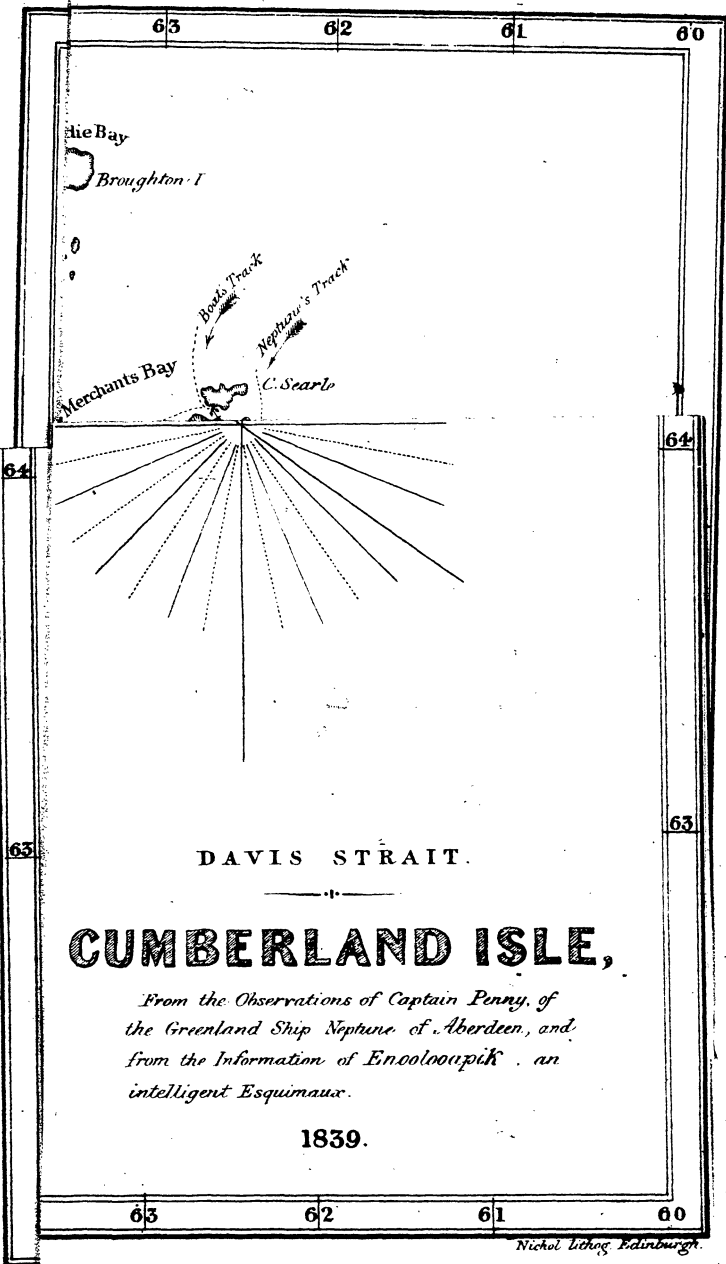 63 62 61 60
die Bay
Broughton I
Boats Track
Neptune's Track
Merchants Bay
C. Searle
64
64
63
63
DAVIS STRAIT.
CUMBERLAND ISLE,
From the Observations of Captain Penny, of
the Greenland Ship Neptune of Aberdeen, and
from the Information of Enoolooapik . an
intelligent Esquimaux.
1839.
63 62 61 60
Nichol lithog. Edinburgh.